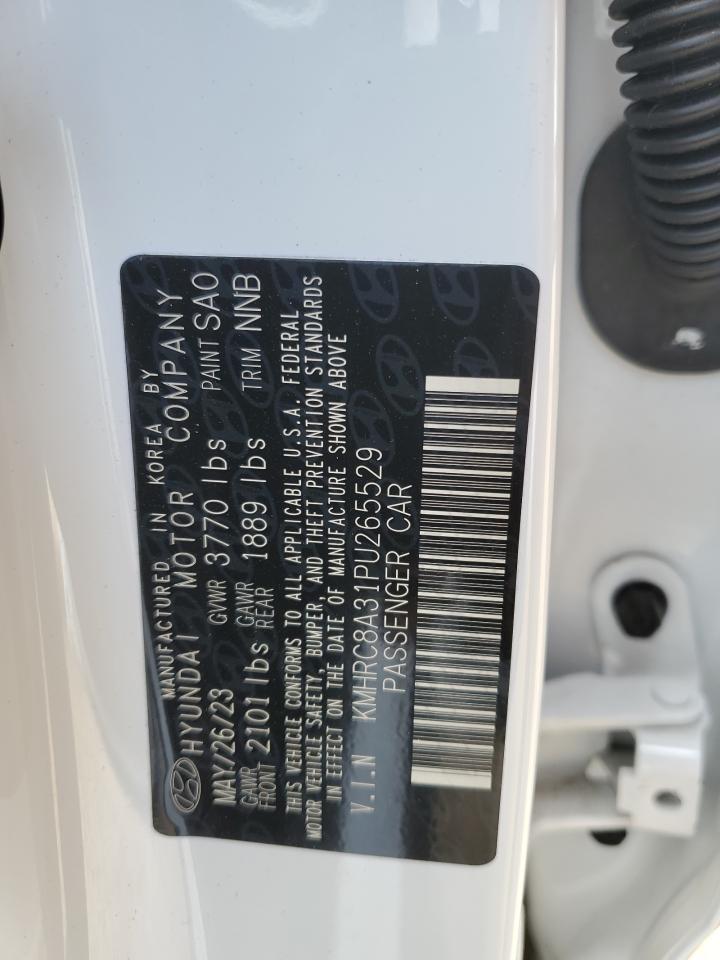 MANUFACTURED IN KOREA BY
HYUNDAI MOTOR COMPANY
MAY/26/23 GVWR 3770 lbs PAINT SAO
GAWR FRONT 2101 lbs GAWR REAR 1889 lbs TRIM NNB
THIS VEHICLE CONFORMS TO ALL APPLICABLE U.S.A. FEDERAL
MOTOR VEHICLE SAFETY, BUMPER, AND THEFT PREVENTION STANDARDS
IN EFFECT ON THE DATE OF MANUFACTURE SHOWN ABOVE
V.I.N KMHRC8A31PU265529
PASSENGER CAR